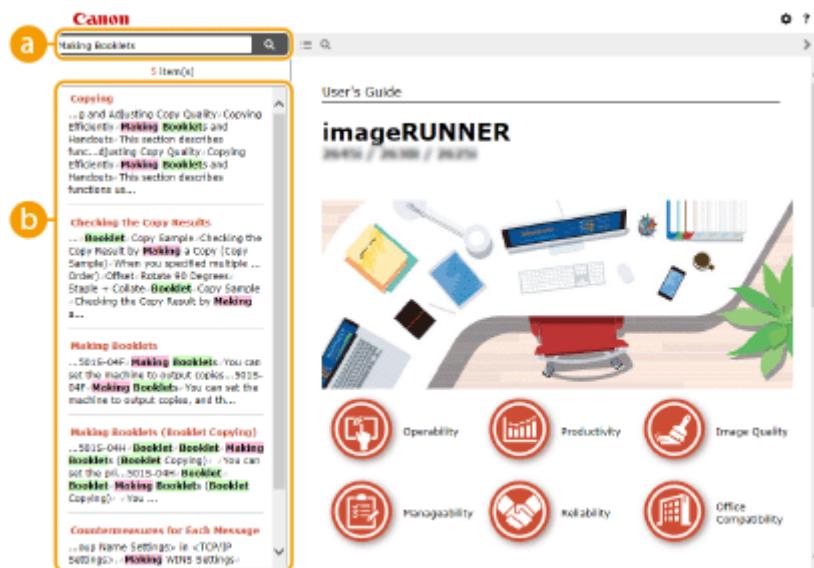 Canon
?
a
Making Booklets
5 item(s)
Copying
...p and Adjusting Copy Quality Copying
Efficiently Making Booklets and
Handouts This section describes
func...djusting Copy Quality Copying
Efficiently Making Booklets and
Handouts This section describes
functions us...
b
Checking the Copy Results
... Booklet Copy Sample Checking the
Copy Result by Making a Copy (Copy
Sample) When you specified multiple ...
Order) Offset Rotate 90 Degrees
Staple + Collate Booklet Copy Sample
Checking the Copy Result by Making
a...
Making Booklets
...5015-04F Making Booklets You can
set the machine to output copies...5015-
04F Making Booklets You can set the
machine to output copies, and th...
Making Booklets (Booklet Copying)
...5015-04H Booklet Booklet Making
Booklets (Booklet Copying) You can
set the pri...5015-04H Booklet
Booklet Making Booklets (Booklet
Copying) You ...
Countermeasures for Each Message
...oup Name Settings> in <TCP/IP
Settings>. Making WINS Settings
User's Guide
imageRUNNER
Operability
Productivity
Image Quality
Manageability
Reliability
Office
Compatibility